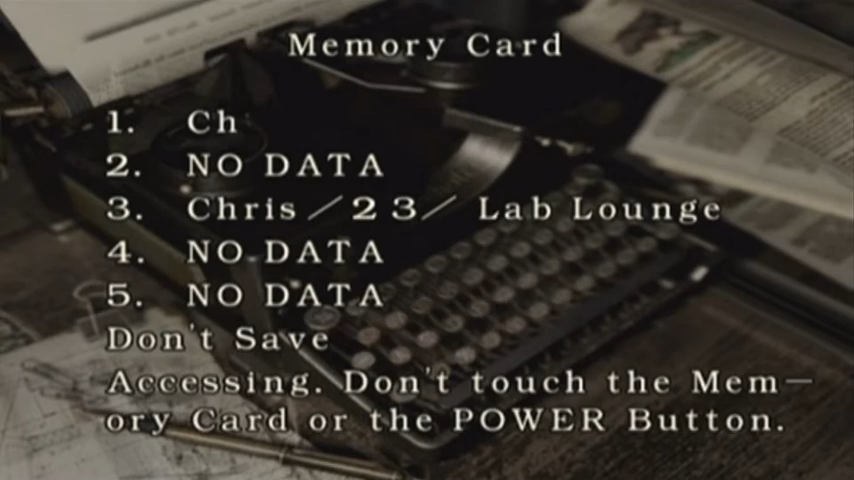 Memory Card
1. Ch
2. NO DATA
3. Chris／23／ Lab Lounge
4. NO DATA
5. NO DATA
Don't Save
Accessing. Don't touch the Mem—
ory Card or the POWER Button.